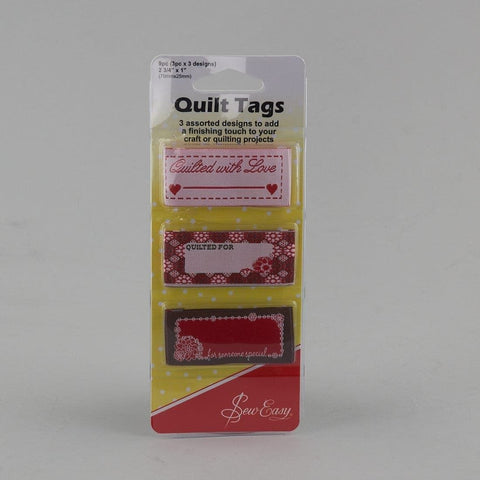 9pc (3pc x 3 designs)
2 3/4" x 1"
(70mmx25mm)
Quilt Tags
3 assorted designs to add
a finishing touch to your
craft or quilting projects
Quilted with Love
QUILTED FOR
...for someone special...
Sew Easy